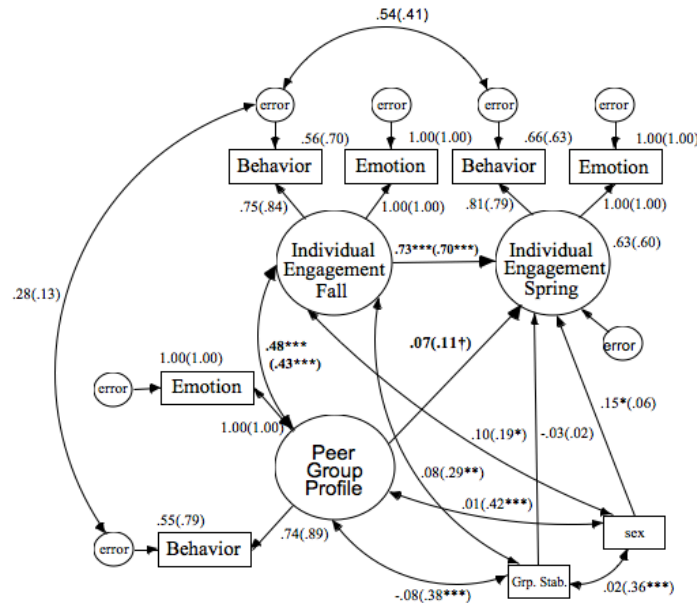 .54(.41)
error
error
error
error
.56(.70)
1.00(1.00)
.66(.63)
1.00(1.00)
Behavior
Emotion
Behavior
Emotion
.75(.84)
1.00(1.00)
.81(.79)
1.00(1.00)
Individual
Engagement
Fall
.73***(.70***)
Individual
Engagement
Spring
.63(.60)
.28(.13)
error
.48***
(.43***)
.07(.11†)
1.00(1.00)
error
Emotion
1.00(1.00)
.15*(.06)
.10(.19*)
-.03(.02)
Peer
Group
Profile
.08(.29**)
.01(.42***)
.55(.79)
error
Behavior
.74(.89)
sex
Grp. Stab.
-.08(.38***)
.02(.36***)